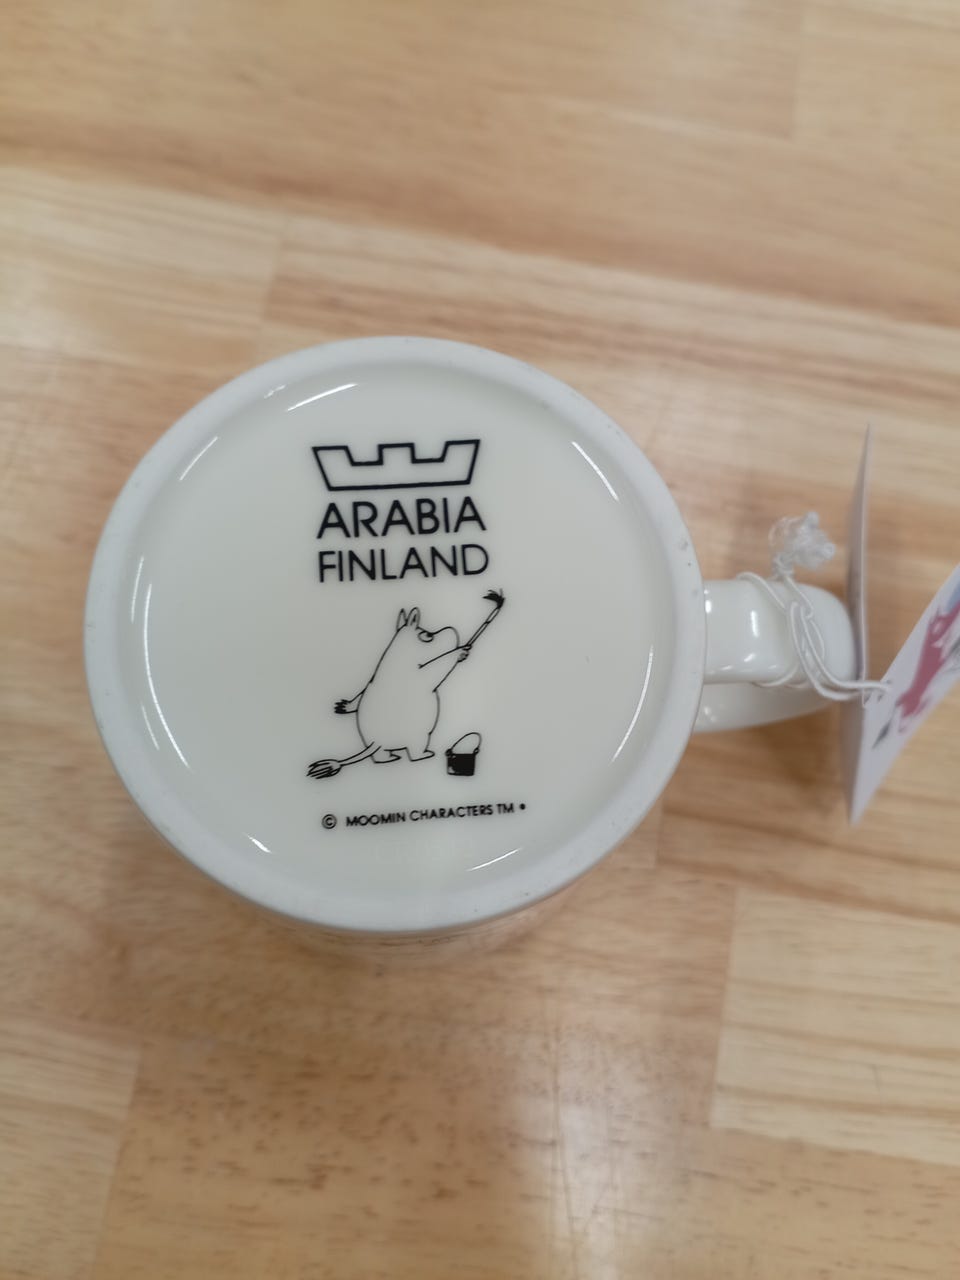 ARABIA
FINLAND
© MOOMIN CHARACTERS TM •